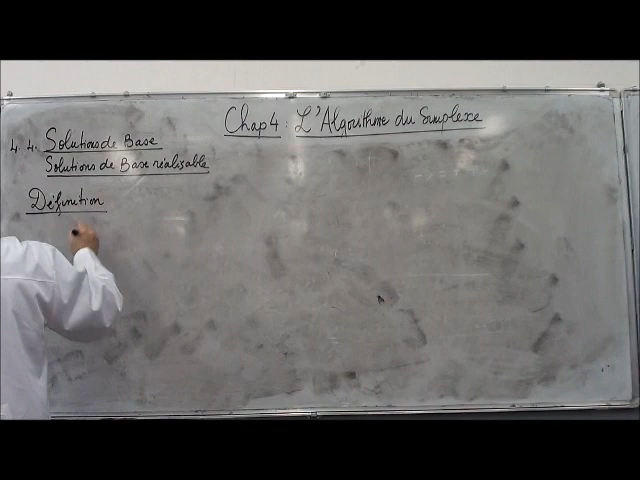 Chap 4 : L'Algorithme du Simplexe
4.4. Solutions de Base
Solutions de Base réalisable
Définition